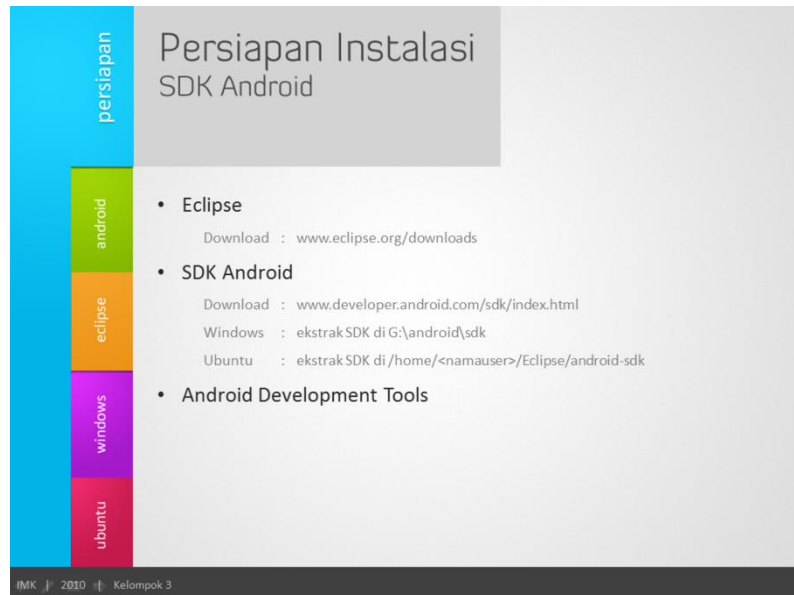 persiapan
Persiapan Instalasi
SDK Android
android
eclipse
windows
ubuntu
• Eclipse
Download : www.eclipse.org/downloads
• SDK Android
Download : www.developer.android.com/sdk/index.html
Windows : ekstrak SDK di G:\android\sdk
Ubuntu : ekstrak SDK di /home/<namauser>/Eclipse/android-sdk
• Android Development Tools
IMK | 2010 | Kelompok 3